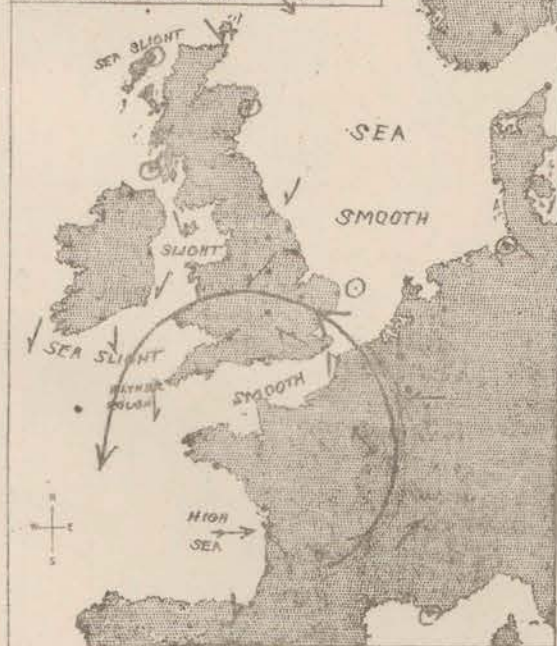 SEA SLIGHT
SEA
SMOOTH
SLIGHT
SEA SLIGHT
RATHER
ROUGH
SMOOTH
HIGH
SEA
N
E
S